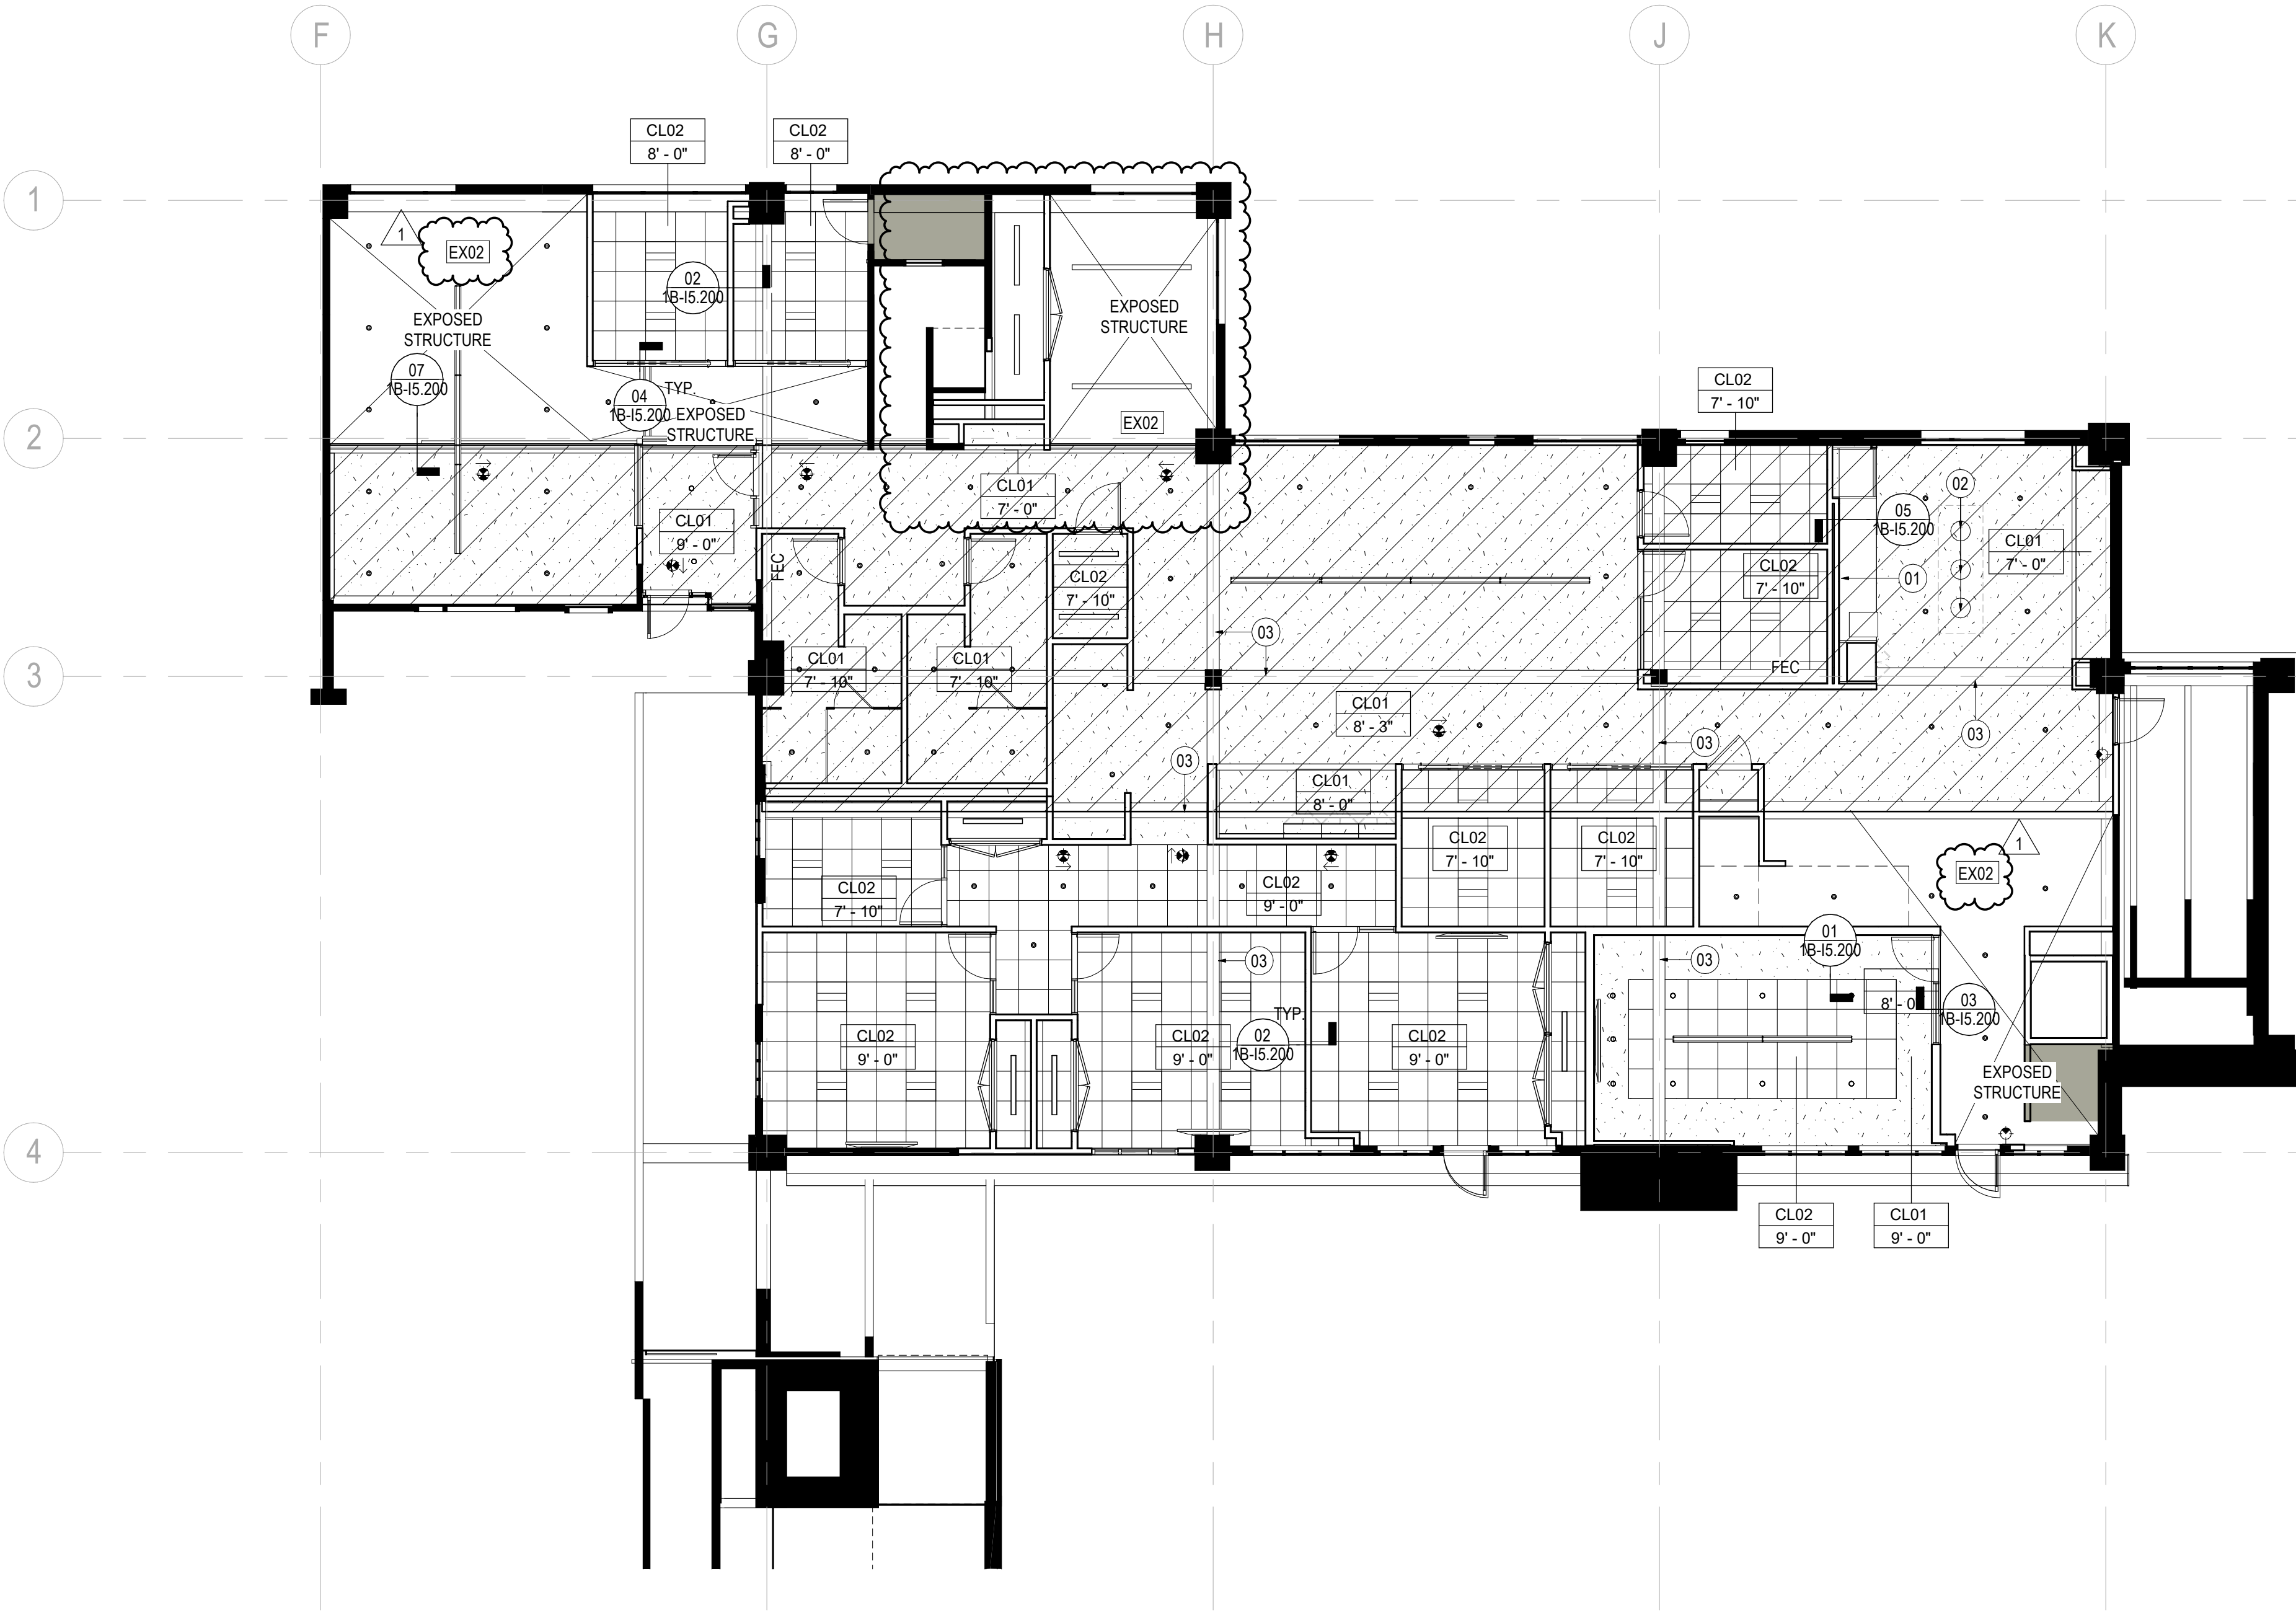 F
G
H
J
K
CL02
8' - 0"
CL02
8' - 0"
1
1
EX02
02
1B-I5.200
EXPOSED
STRUCTURE
EXPOSED
STRUCTURE
07
1B-I5.200
04
1B-I5.200
TYP.
EXPOSED
STRUCTURE
EX02
CL02
7' - 10"
2
CL01
7' - 0"
CL01
9' - 0"
02
05
1B-I5.200
CL01
7' - 0"
FEC
CL02
7' - 10"
CL02
7' - 10"
01
03
3
CL01
7' - 10"
CL01
7' - 10"
FEC
CL01
8' - 3"
03
03
03
CL01
8' - 0"
CL02
7' - 10"
CL02
7' - 10"
1
EX02
CL02
7' - 10"
CL02
9' - 0"
01
1B-I5.200
03
03
8' - 0"
03
1B-I5.200
TYP.
CL02
9' - 0"
CL02
9' - 0"
02
1B-I5.200
CL02
9' - 0"
EXPOSED
STRUCTURE
4
CL02
9' - 0"
CL01
9' - 0"